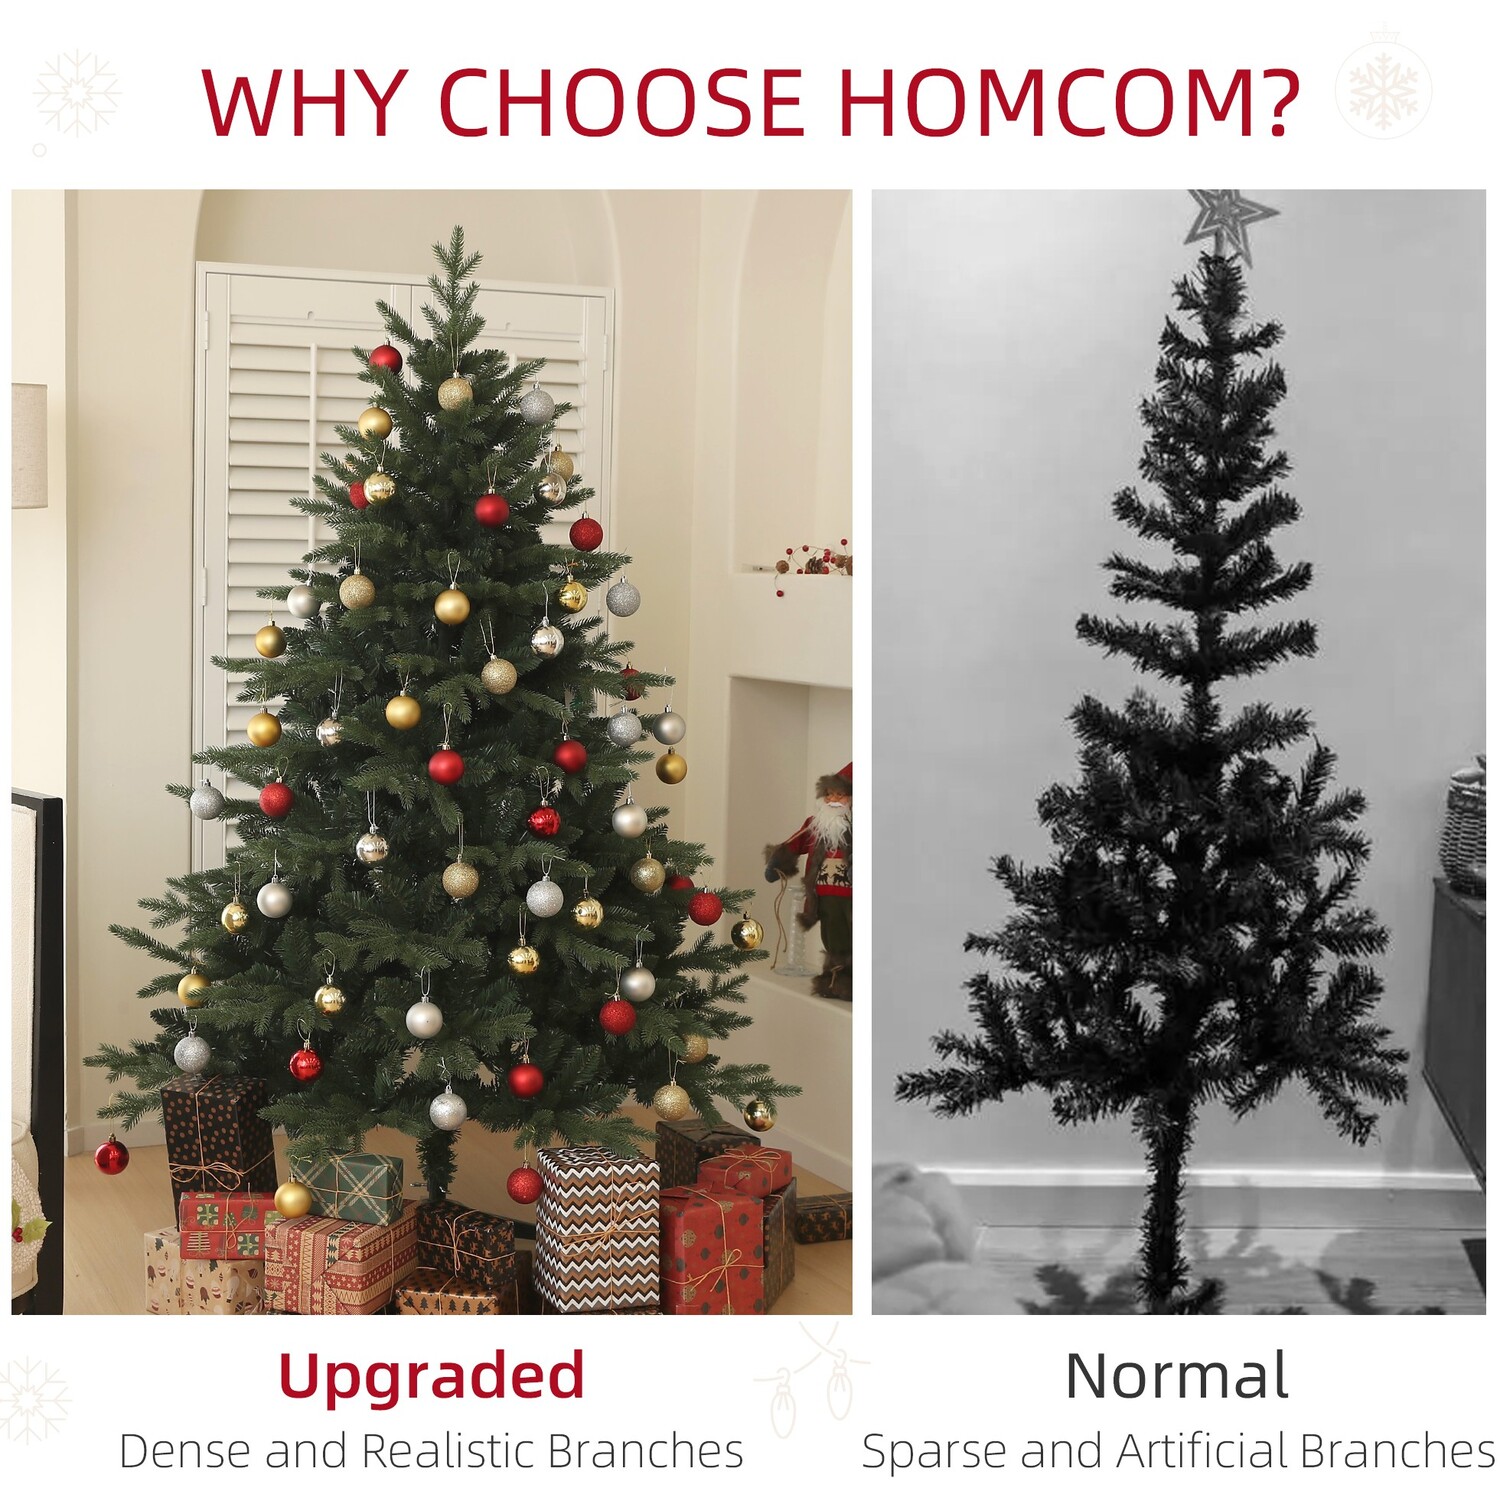 WHY CHOOSE HOMCOM?
Upgraded
Normal
Dense and Realistic Branches
Sparse and Artificial Branches